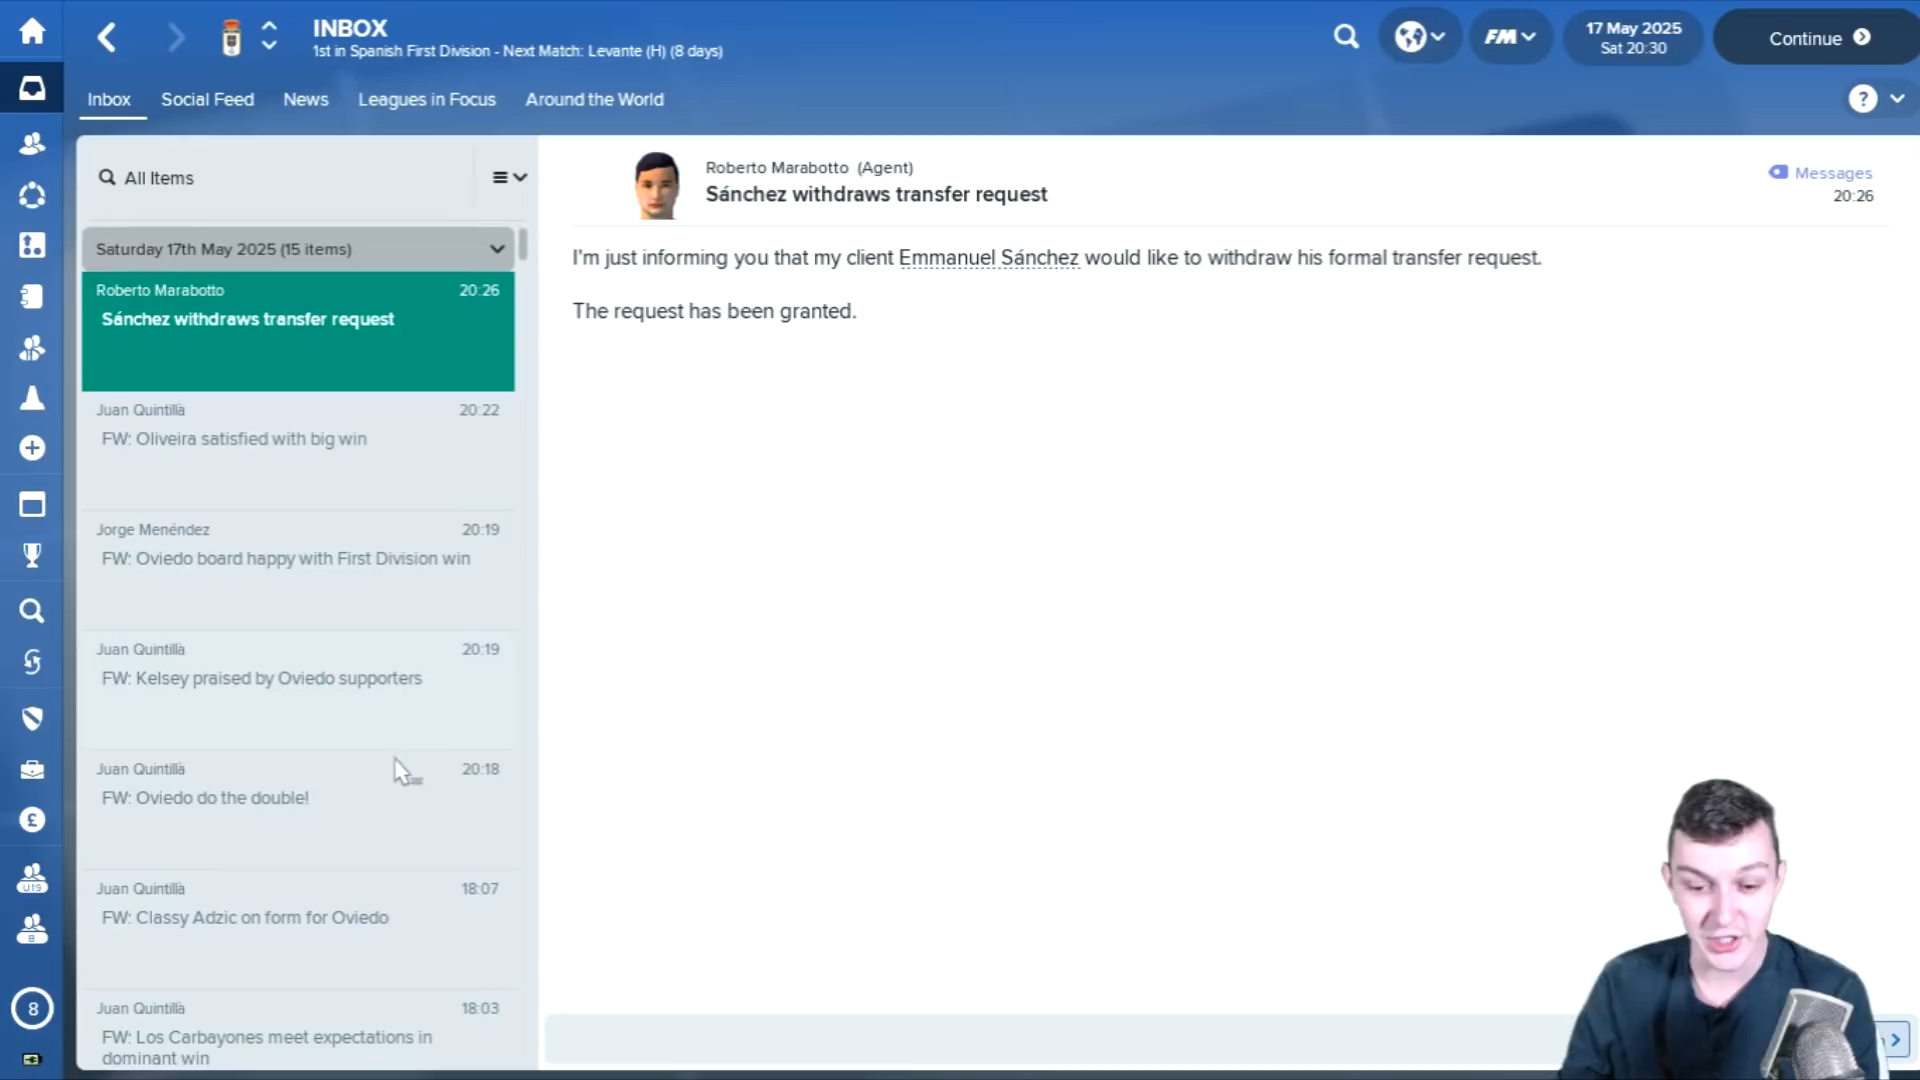 INBOX
1st in Spanish First Division - Next Match: Levante (H) (8 days)
FM
17 May 2025
Sat 20:30
Continue
Inbox
Social Feed
News
Leagues in Focus
Around the World
?
All Items
Saturday 17th May 2025 (15 items)
Roberto Marabotto 20:26
Sánchez withdraws transfer request
Juan Quintillà 20:22
FW: Oliveira satisfied with big win
Jorge Menéndez 20:19
FW: Oviedo board happy with First Division win
Juan Quintillà 20:19
FW: Kelsey praised by Oviedo supporters
Juan Quintillà 20:18
FW: Oviedo do the double!
Juan Quintillà 18:07
FW: Classy Adzic on form for Oviedo
Juan Quintillà 18:03
FW: Los Carbayones meet expectations in
dominant win
Roberto Marabotto (Agent)
Sánchez withdraws transfer request
Messages
20:26
I'm just informing you that my client Emmanuel Sánchez would like to withdraw his formal transfer request.
The request has been granted.
£
U19
B
8